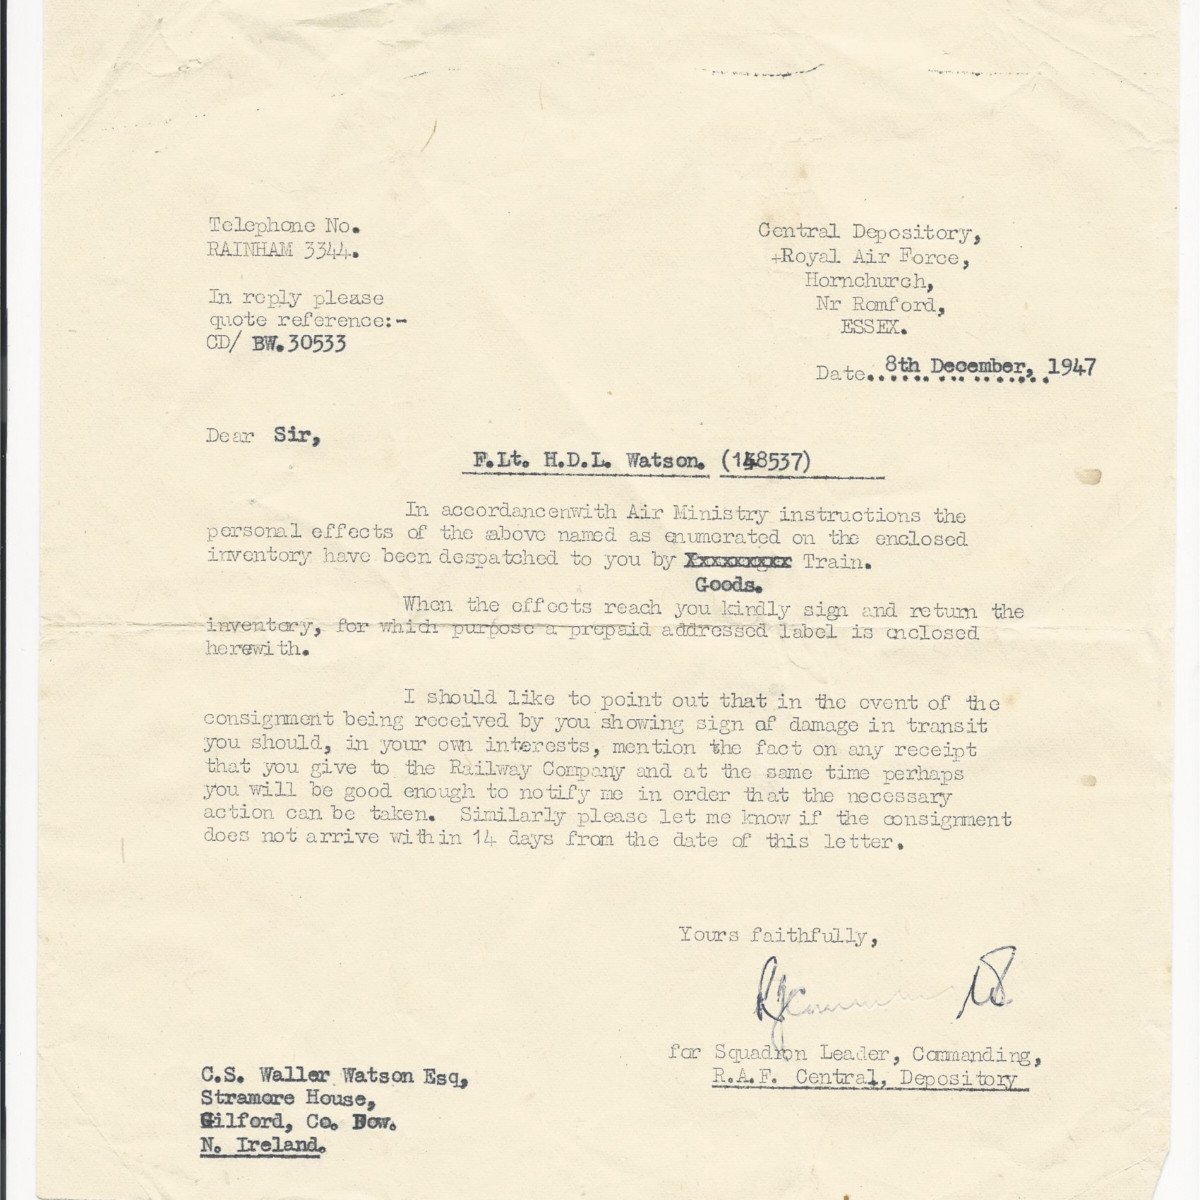 Telephone No.
RAINHAM 3344.
In reply please
quote reference:-
CD/ BW.30533
Central Depository,
Royal Air Force,
Hornchurch,
Nr Romford,
ESSEX.
Date..8th December, 1947
Dear Sir,
F.Lt. H.D.L. Watson. (148537)
In accordancenwith Air Ministry instructions the
personal effects of the above named as enumerated on the enclosed
inventory have been despatched to you by Xxxxxxxxxx Train.
Goods.
When the effects reach you kindly sign and return the
inventory, for which purpose a prepaid addressed label is enclosed
herewith.
I should like to point out that in the event of the
consignment being received by you showing sign of damage in transit
you should, in your own interests, mention the fact on any receipt
that you give to the Railway Company and at the same time perhaps
you will be good enough to notify me in order that the necessary
action can be taken. Similarly please let me know if the consignment
does not arrive within 14 days from the date of this letter.
Yours faithfully,
for Squadron Leader, Commanding,
R.A.F. Central, Depository
C.S. Waller Watson Esq,
Stramore House,
Gilford, Co. Dow.
N. Ireland.